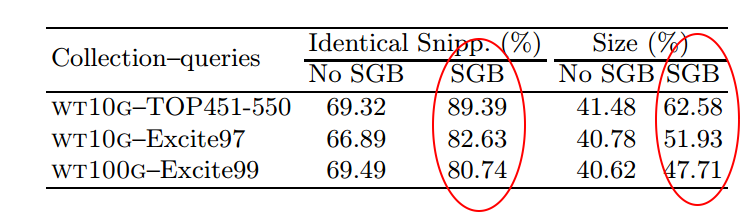 Identical Snipp. (%) Size (%)
Collection–queries
No SGB SGB No SGB SGB
WT10G–TOP451-550 69.32 89.39 41.48 62.58
WT10G–Excite97 66.89 82.63 40.78 51.93
WT100G–Excite99 69.49 80.74 40.62 47.71